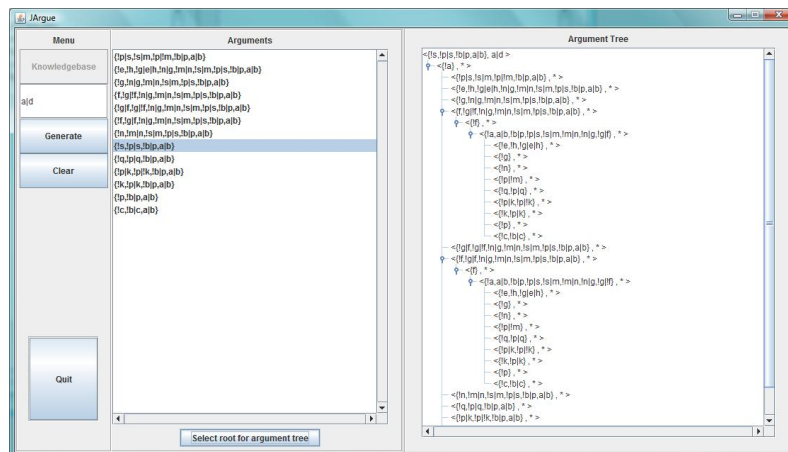 JArgue
Menu
Knowledgebase
a|d
Generate
Clear
Quit
Arguments
{!p|s,!s|m,!p|!m,!b|p,a|b}
{!e,!h,!g|e|h,!n|g,!m|n,!s|m,!p|s,!b|p,a|b}
{!g,!n|g,!m|n,!s|m,!p|s,!b|p,a|b}
{f,!g|!f,!n|g,!m|n,!s|m,!p|s,!b|p,a|b}
{!g|f,!g|!f,!n|g,!m|n,!s|m,!p|s,!b|p,a|b}
{!f,!g|f,!n|g,!m|n,!s|m,!p|s,!b|p,a|b}
{!n,!m|n,!s|m,!p|s,!b|p,a|b}
{!s,!p|s,!b|p,a|b}
{!q,!p|q,!b|p,a|b}
{!p|k,!p|!k,!b|p,a|b}
{!k,!p|k,!b|p,a|b}
{!p,!b|p,a|b}
{!c,!b|c,a|b}
Select root for argument tree
Argument Tree
<{!s,!p|s,!b|p,a|b}, a|d >
<{!a} , * >
<{!p|s,!s|m,!p|!m,!b|p,a|b} , * >
<{!e,!h,!g|e|h,!n|g,!m|n,!s|m,!p|s,!b|p,a|b} , * >
<{!g,!n|g,!m|n,!s|m,!p|s,!b|p,a|b} , * >
<{f,!g|!f,!n|g,!m|n,!s|m,!p|s,!b|p,a|b} , * >
<{!f} , * >
<{!a,a|b,!b|p,!p|s,!s|m,!m|n,!n|g,!g|f} , * >
<{!e,!h,!g|e|h} , * >
<{!g} , * >
<{!n} , * >
<{!p|!m} , * >
<{!q,!p|q} , * >
<{!p|k,!p|!k} , * >
<{!k,!p|k} , * >
<{!p} , * >
<{!c,!b|c} , * >
<{!g|f,!g|!f,!n|g,!m|n,!s|m,!p|s,!b|p,a|b} , * >
<{!f,!g|f,!n|g,!m|n,!s|m,!p|s,!b|p,a|b} , * >
<{f} , * >
<{!a,a|b,!b|p,!p|s,!s|m,!m|n,!n|g,!g|!f} , * >
<{!e,!h,!g|e|h} , * >
<{!g} , * >
<{!n} , * >
<{!p|!m} , * >
<{!q,!p|q} , * >
<{!p|k,!p|!k} , * >
<{!k,!p|k} , * >
<{!p} , * >
<{!c,!b|c} , * >
<{!n,!m|n,!s|m,!p|s,!b|p,a|b} , * >
<{!q,!p|q,!b|p,a|b} , * >
<{!p|k,!p|!k,!b|p,a|b} , * >